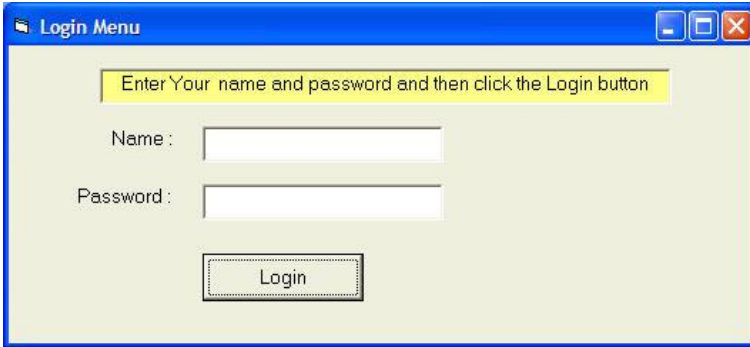 Login Menu
Enter Your name and password and then click the Login button
Name :
Password :
Login